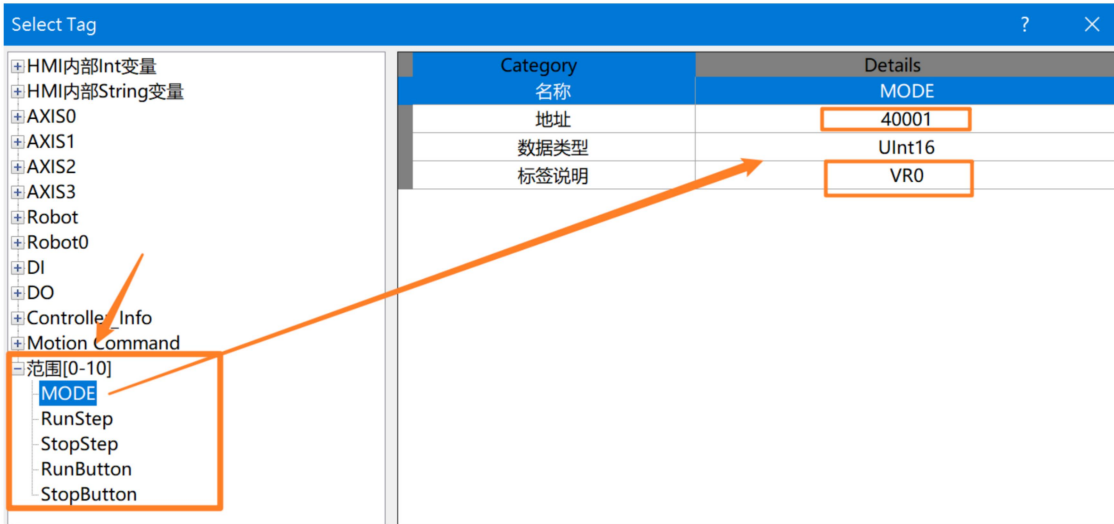 Select Tag
?
HMI内部Int变量
HMI内部String变量
AXIS0
AXIS1
AXIS2
AXIS3
Robot
Robot0
DI
DO
Controller_Info
Motion Command
范围[0-10]
MODE
RunStep
StopStep
RunButton
StopButton
Category Details
名称 MODE
地址 40001
数据类型 UInt16
标签说明 VR0